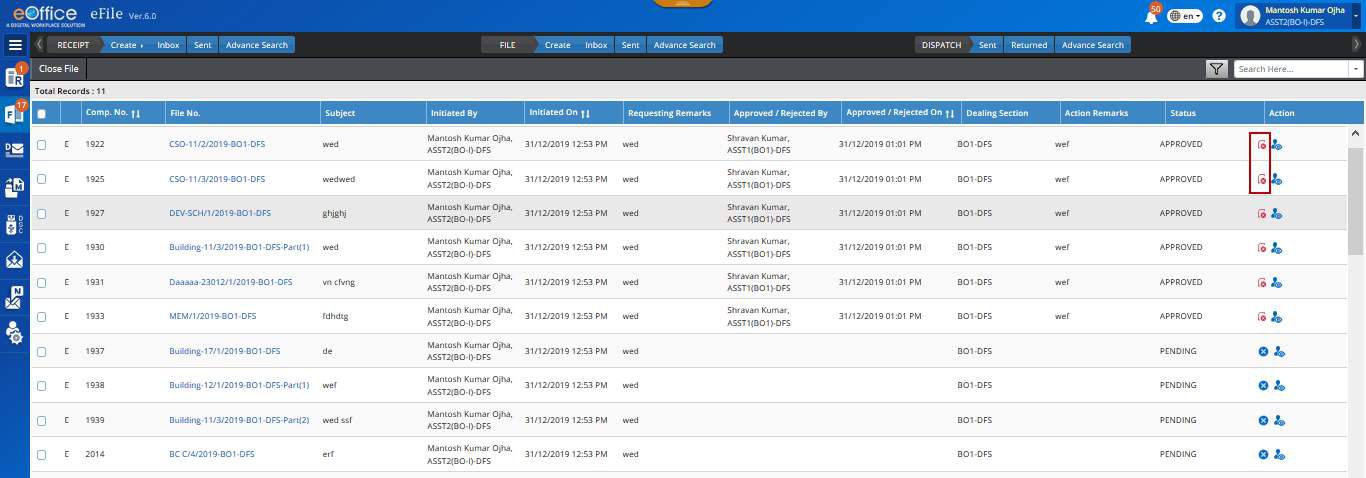 eOffice eFile Ver.6.0
A DIGITAL WORKPLACE SOLUTION
50 en ? Mantosh Kumar Ojha
ASST2(BO-I)-DFS
RECEIPT Create Inbox Sent Advance Search FILE Create Inbox Sent Advance Search DISPATCH Sent Returned Advance Search
1 R
Close File Search Here...
Total Records : 11
17 F
Comp. No. File No. Subject Initiated By Initiated On Requesting Remarks Approved / Rejected By Approved / Rejected On Dealing Section Action Remarks Status Action
E 1922 CSO-11/2/2019-BO1-DFS wed Mantosh Kumar Ojha, 31/12/2019 12:53 PM wed Shravan Kumar, 31/12/2019 01:01 PM BO1-DFS wef APPROVED
ASST2(BO-I)-DFS ASST1(BO1)-DFS
D
E 1925 CSO-11/3/2019-BO1-DFS wedwed Mantosh Kumar Ojha, 31/12/2019 12:53 PM wed Shravan Kumar, 31/12/2019 01:01 PM BO1-DFS wef APPROVED
ASST2(BO-I)-DFS ASST1(BO1)-DFS
M
E 1927 DEV-SCH/1/2019-BO1-DFS ghjghj Mantosh Kumar Ojha, 31/12/2019 12:53 PM wed Shravan Kumar, 31/12/2019 01:01 PM BO1-DFS wef APPROVED
ASST2(BO-I)-DFS ASST1(BO1)-DFS
DSC
E 1930 Building-11/3/2019-BO1-DFS-Part(1) wed Mantosh Kumar Ojha, 31/12/2019 12:53 PM wed Shravan Kumar, 31/12/2019 01:01 PM BO1-DFS wef APPROVED
ASST2(BO-I)-DFS ASST1(BO1)-DFS
E 1931 Daaaaa-23012/1/2019-BO1-DFS vn cfvng Mantosh Kumar Ojha, 31/12/2019 12:53 PM wed Shravan Kumar, 31/12/2019 01:01 PM BO1-DFS wef APPROVED
ASST2(BO-I)-DFS ASST1(BO1)-DFS
N
E 1933 MEM/1/2019-BO1-DFS fdhdtg Mantosh Kumar Ojha, 31/12/2019 12:53 PM wed Shravan Kumar, 31/12/2019 01:01 PM BO1-DFS wef APPROVED
ASST2(BO-I)-DFS ASST1(BO1)-DFS
E 1937 Building-17/1/2019-BO1-DFS de Mantosh Kumar Ojha, 31/12/2019 12:53 PM wed BO1-DFS PENDING
ASST2(BO-I)-DFS
E 1938 Building-12/1/2019-BO1-DFS-Part(1) wef Mantosh Kumar Ojha, 31/12/2019 12:53 PM wed BO1-DFS PENDING
ASST2(BO-I)-DFS
E 1939 Building-11/3/2019-BO1-DFS-Part(2) wed ssf Mantosh Kumar Ojha, 31/12/2019 12:53 PM wed BO1-DFS PENDING
ASST2(BO-I)-DFS
E 2014 BC C/4/2019-BO1-DFS erf Mantosh Kumar Ojha, 31/12/2019 12:53 PM wed BO1-DFS PENDING
ASST2(BO-I)-DFS